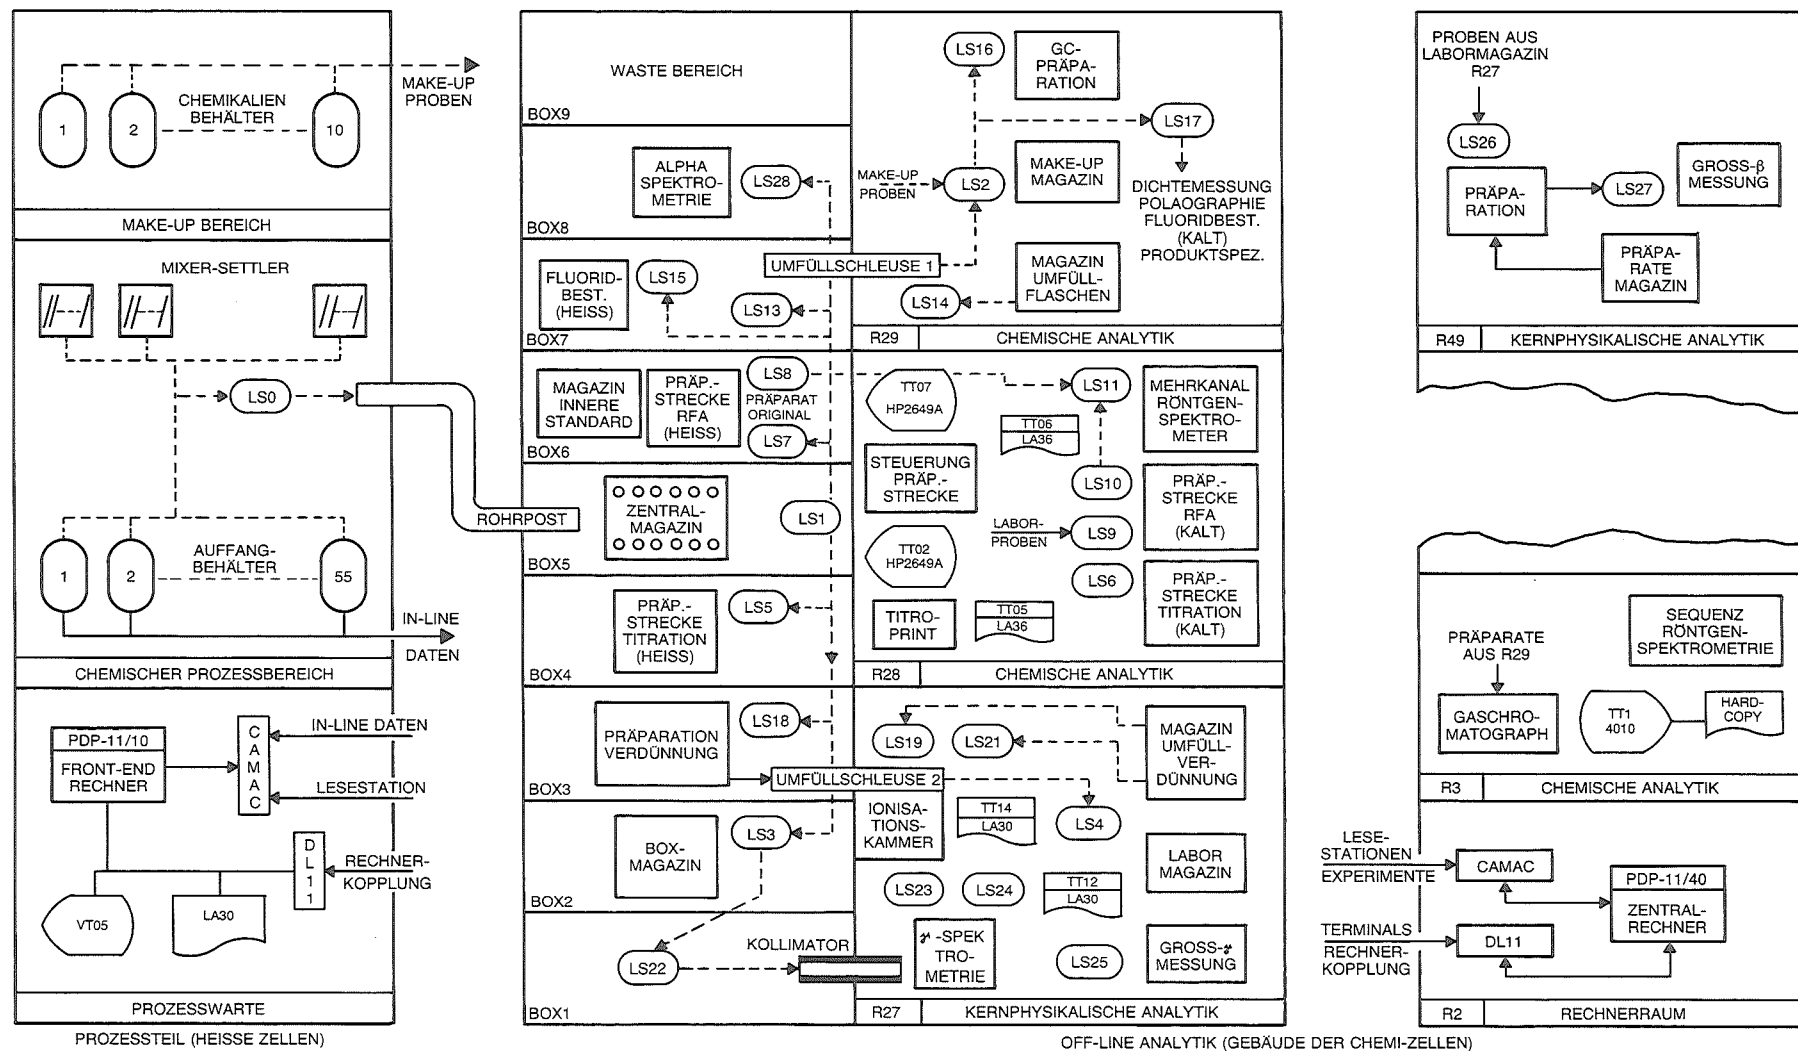 1
2
10
CHEMIKALIEN
BEHÄLTER
MAKE-UP
PROBEN
MAKE-UP BEREICH
MIXER-SETTLER
LS0
ROHRPOST
1
2
55
AUFFANG-
BEHÄLTER
IN-LINE
DATEN
CHEMISCHER PROZESSBEREICH
PDP-11/10
FRONT-END
RECHNER
CAMAC
IN-LINE DATEN
LESESTATION
DL11
RECHNER-
KOPPLUNG
VT05
LA30
PROZESSWARTE
PROZESSTEIL (HEISSE ZELLEN)
WASTE BEREICH
BOX9
ALPHA
SPEKTRO-
METRIE
LS28
BOX8
UMFÜLLSCHLEUSE 1
FLUORID-
BEST.
(HEISS)
LS15
LS13
BOX7
MAGAZIN
INNERE
STANDARD
PRÄP.-
STRECKE
RFA
(HEISS)
LS8
PRÄPARAT
ORIGINAL
LS7
BOX6
ZENTRAL-
MAGAZIN
LS1
BOX5
PRÄP.-
STRECKE
TITRATION
(HEISS)
LS5
BOX4
PRÄPARATION
VERDÜNNUNG
LS18
UMFÜLLSCHLEUSE 2
BOX3
BOX-
MAGAZIN
LS3
BOX2
LS22
KOLLIMATOR
BOX1
LS16
GC-
PRÄPA-
RATION
LS17
MAKE-UP
PROBEN
LS2
MAKE-UP
MAGAZIN
DICHTEMESSUNG
POLAOGRAPHIE
FLUORIDBEST.
(KALT)
PRODUKTSPEZ.
LS14
MAGAZIN
UMFÜLL-
FLASCHEN
R29
CHEMISCHE ANALYTIK
TT07
HP2649A
LS11
MEHRKANAL
RÖNTGEN-
SPEKTRO-
METER
TT06
LA36
STEUERUNG
PRÄP.-
STRECKE
LS10
PRÄP.-
STRECKE
RFA
(KALT)
LABOR-
PROBEN
LS9
TT02
HP2649A
LS6
PRÄP.-
STRECKE
TITRATION
(KALT)
TITRO-
PRINT
TT05
LA36
R28
CHEMISCHE ANALYTIK
LS19
LS21
MAGAZIN
UMFÜLL-
VER-
DÜNNUNG
IONISA-
TIONS-
KAMMER
TT14
LA30
LS4
LABOR
MAGAZIN
LS23
LS24
TT12
LA30
γ-SPEK
TRO-
METRIE
LS25
GROSS-γ
MESSUNG
R27
KERNPHYSIKALISCHE ANALYTIK
PROBEN AUS
LABORMAGAZIN
R27
LS26
PRÄPA-
RATION
LS27
GROSS-β
MESSUNG
PRÄPA-
RATE
MAGAZIN
R49
KERNPHYSIKALISCHE ANALYTIK
SEQUENZ
RÖNTGEN-
SPEKTROMETRIE
PRÄPARATE
AUS R29
GASCHRO-
MATOGRAPH
TT1
4010
HARD-
COPY
R3
CHEMISCHE ANALYTIK
LESE-
STATIONEN
EXPERIMENTE
CAMAC
PDP-11/40
ZENTRAL-
RECHNER
TERMINALS
RECHNER-
KOPPLUNG
DL11
R2
RECHNERRAUM
OFF-LINE ANALYTIK (GEBÄUDE DER CHEMI-ZELLEN)